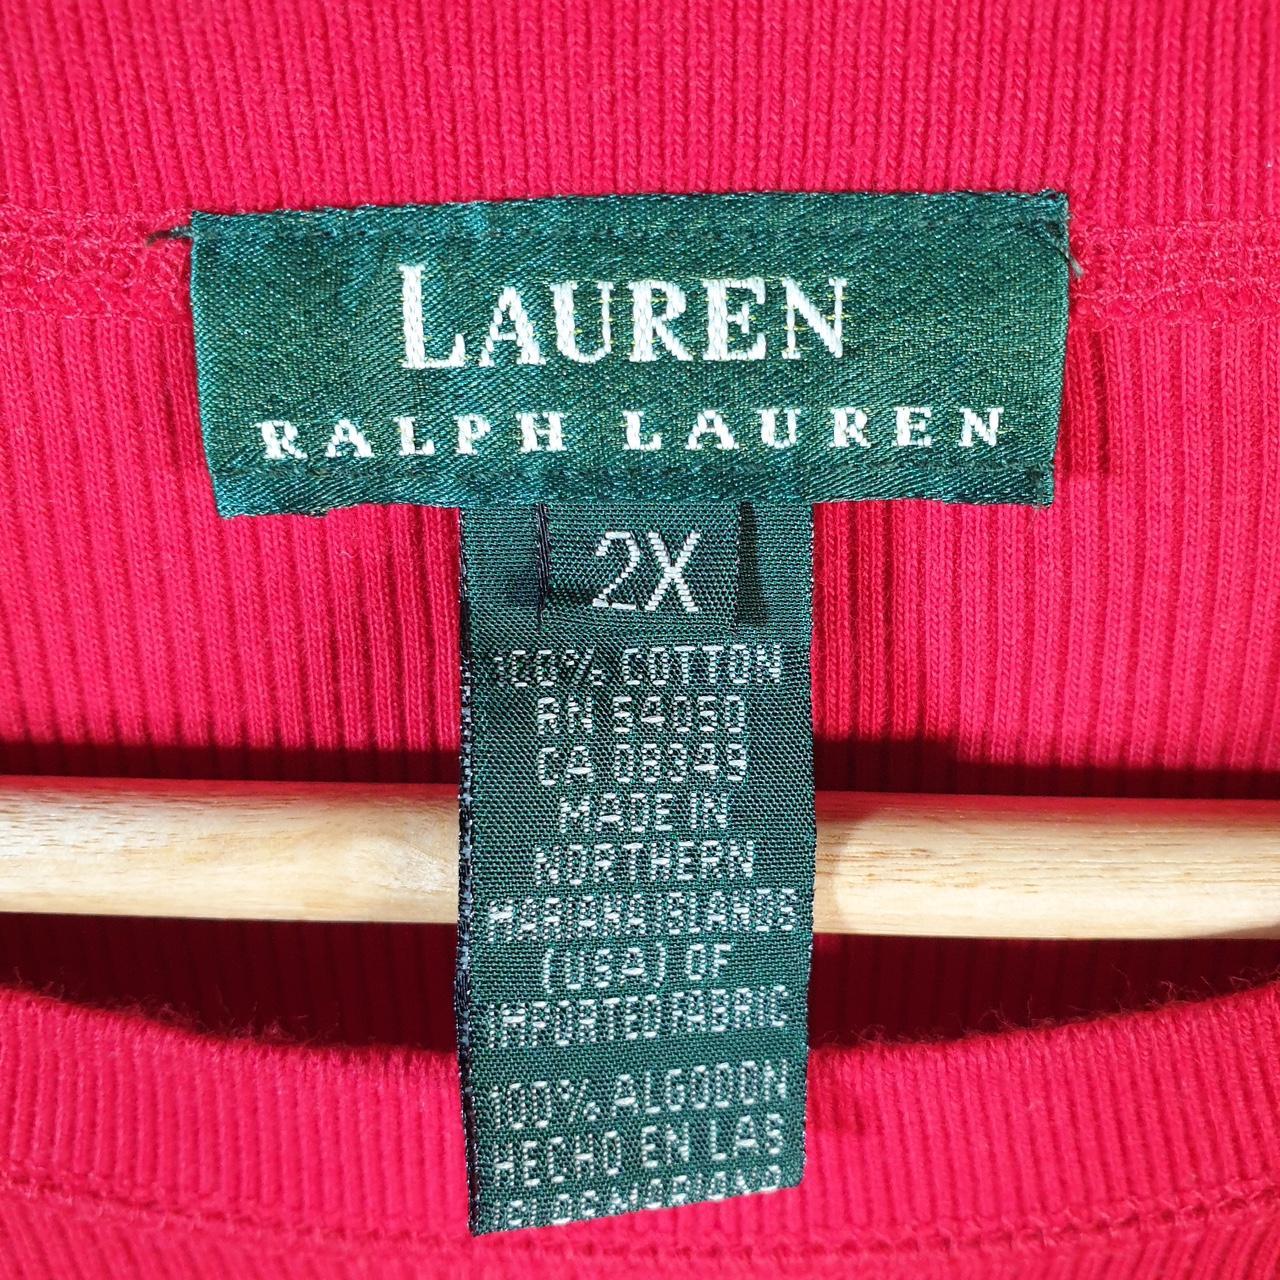 LAUREN
RALPH LAUREN
2X
100% COTTON
RN 54050
CA 08349
MADE IN
NORTHERN
MARIANA ISLANDS
(USA) OF
IMPORTED FABRIC
100% ALGODON
HECHO EN LAS